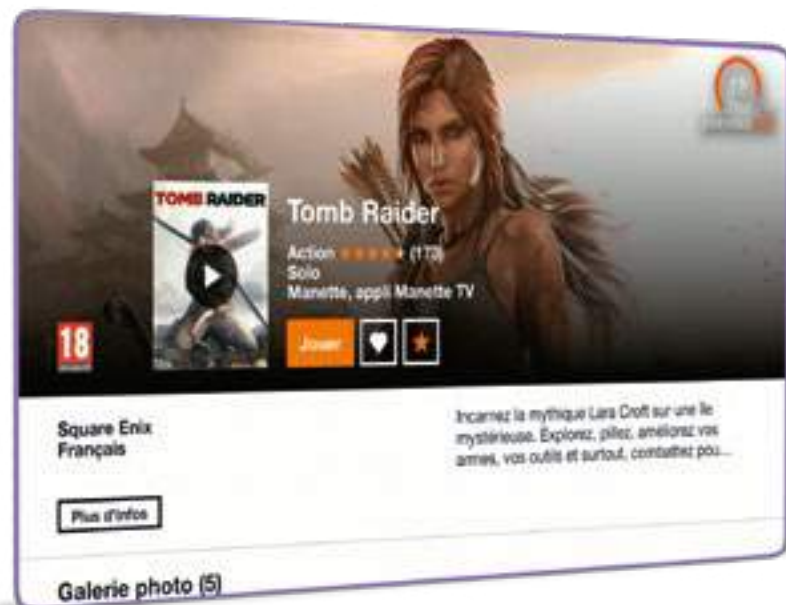 TOMB RAIDER
Tomb Raider
Action (173)
Solo
Manette, appli Manette TV
18
Jouer
Square Enix
Français
Incarnez la mythique Lara Croft sur une île
mystérieuse. Explorez, pillez, améliorez vos
armes, vos outils et surtout, combattez pou...
Plus d'infos
Galerie photo (5)